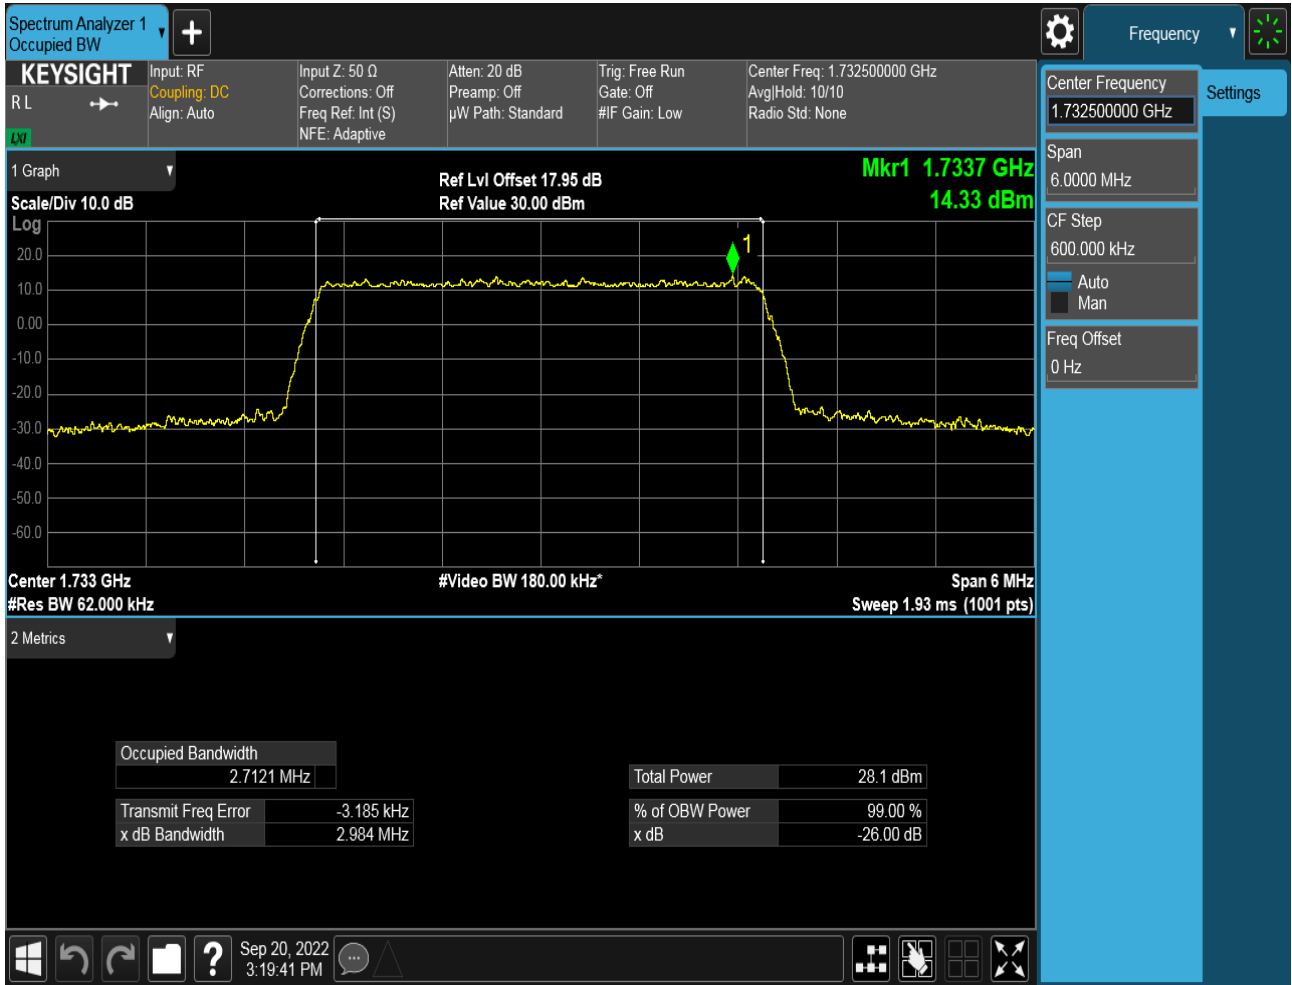 Spectrum Analyzer 1
Occupied BW
Frequency
KEYSIGHT
R L
LXI
Input: RF
Coupling: DC
Align: Auto
Input Z: 50 Ω
Corrections: Off
Freq Ref: Int (S)
NFE: Adaptive
Atten: 20 dB
Preamp: Off
µW Path: Standard
Trig: Free Run
Gate: Off
#IF Gain: Low
Center Freq: 1.732500000 GHz
Avg|Hold: 10/10
Radio Std: None
Center Frequency
1.732500000 GHz
Settings
Span
6.0000 MHz
CF Step
600.000 kHz
Auto
Man
Freq Offset
0 Hz
1 Graph
Scale/Div 10.0 dB
Ref Lvl Offset 17.95 dB
Ref Value 30.00 dBm
Mkr1 1.7337 GHz
14.33 dBm
Log
20.0
10.0
0.00
-10.0
-20.0
-30.0
-40.0
-50.0
-60.0
1
Center 1.733 GHz
#Video BW 180.00 kHz*
Span 6 MHz
#Res BW 62.000 kHz
Sweep 1.93 ms (1001 pts)
2 Metrics
Occupied Bandwidth
2.7121 MHz
Transmit Freq Error -3.185 kHz
x dB Bandwidth 2.984 MHz
Total Power 28.1 dBm
% of OBW Power 99.00 %
x dB -26.00 dB
?
Sep 20, 2022
3:19:41 PM